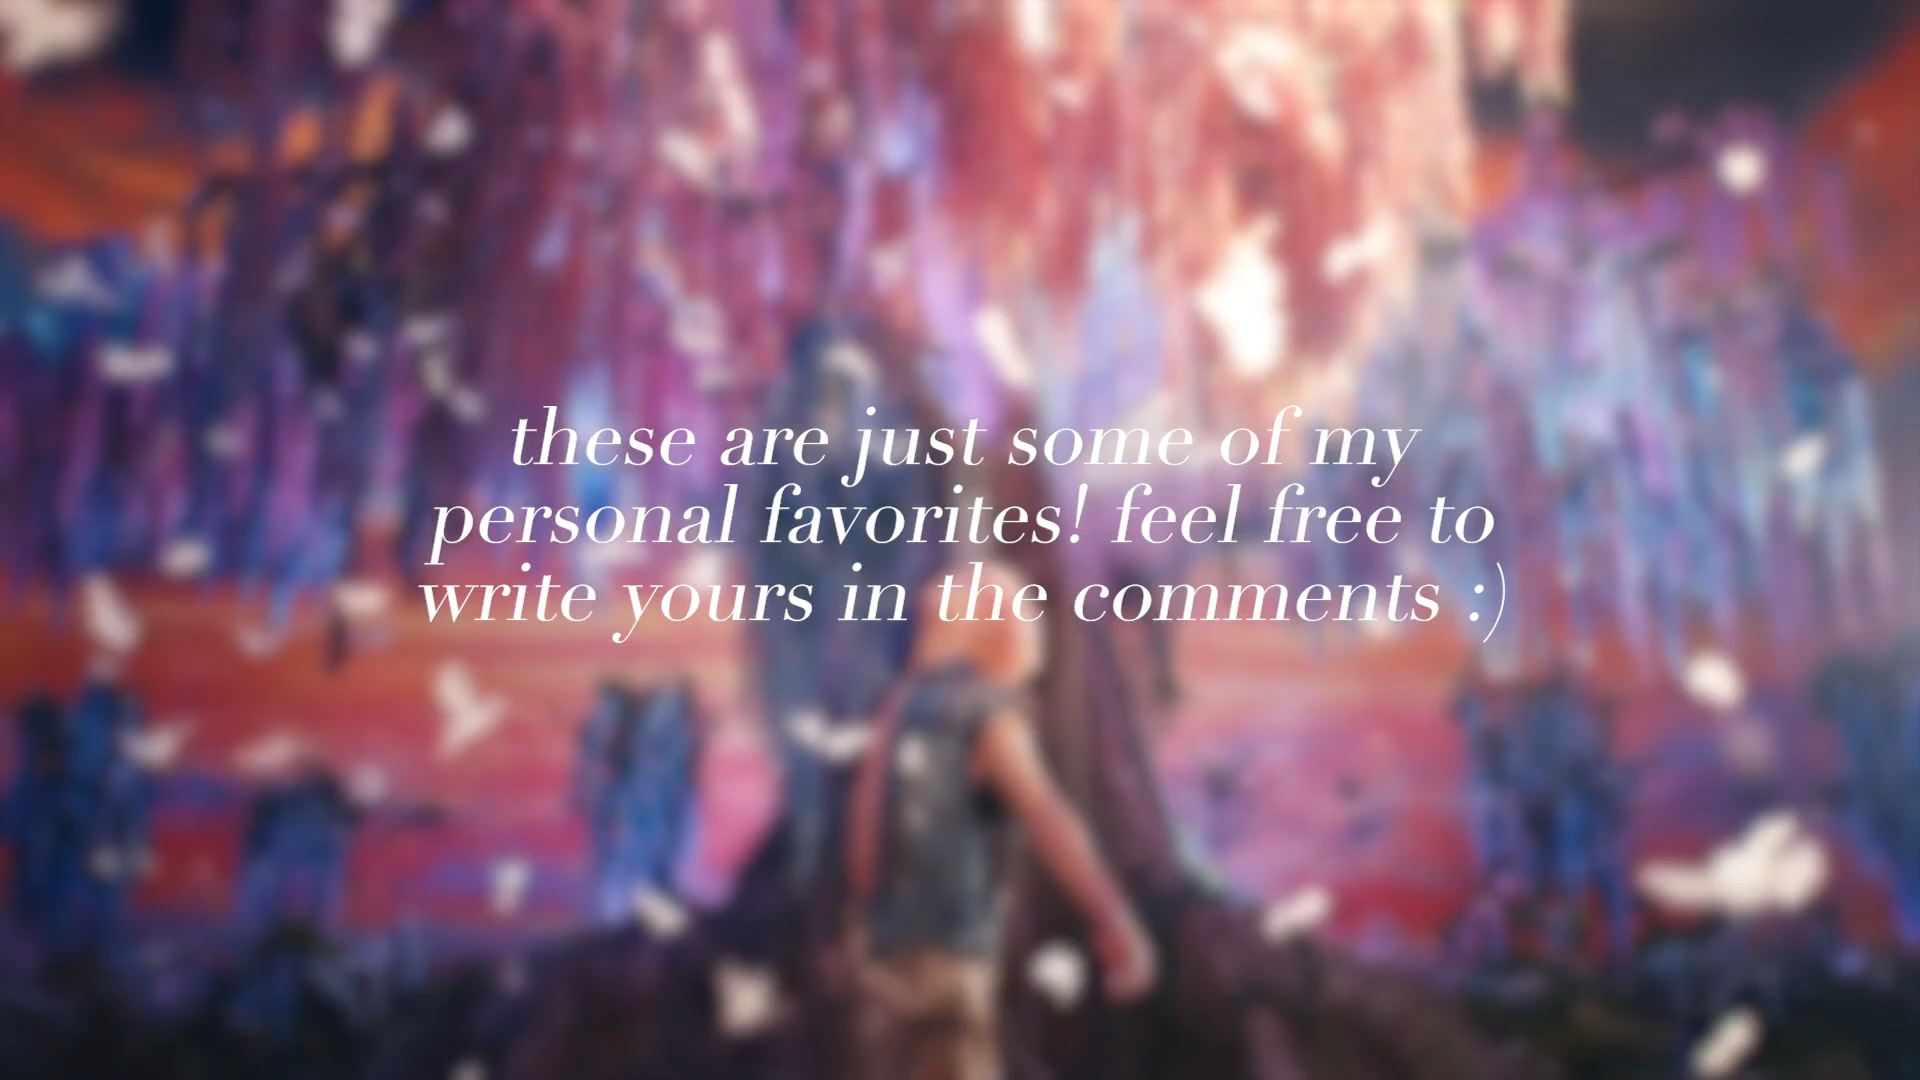 these are just some of my
personal favorites! feel free to
write yours in the comments :)